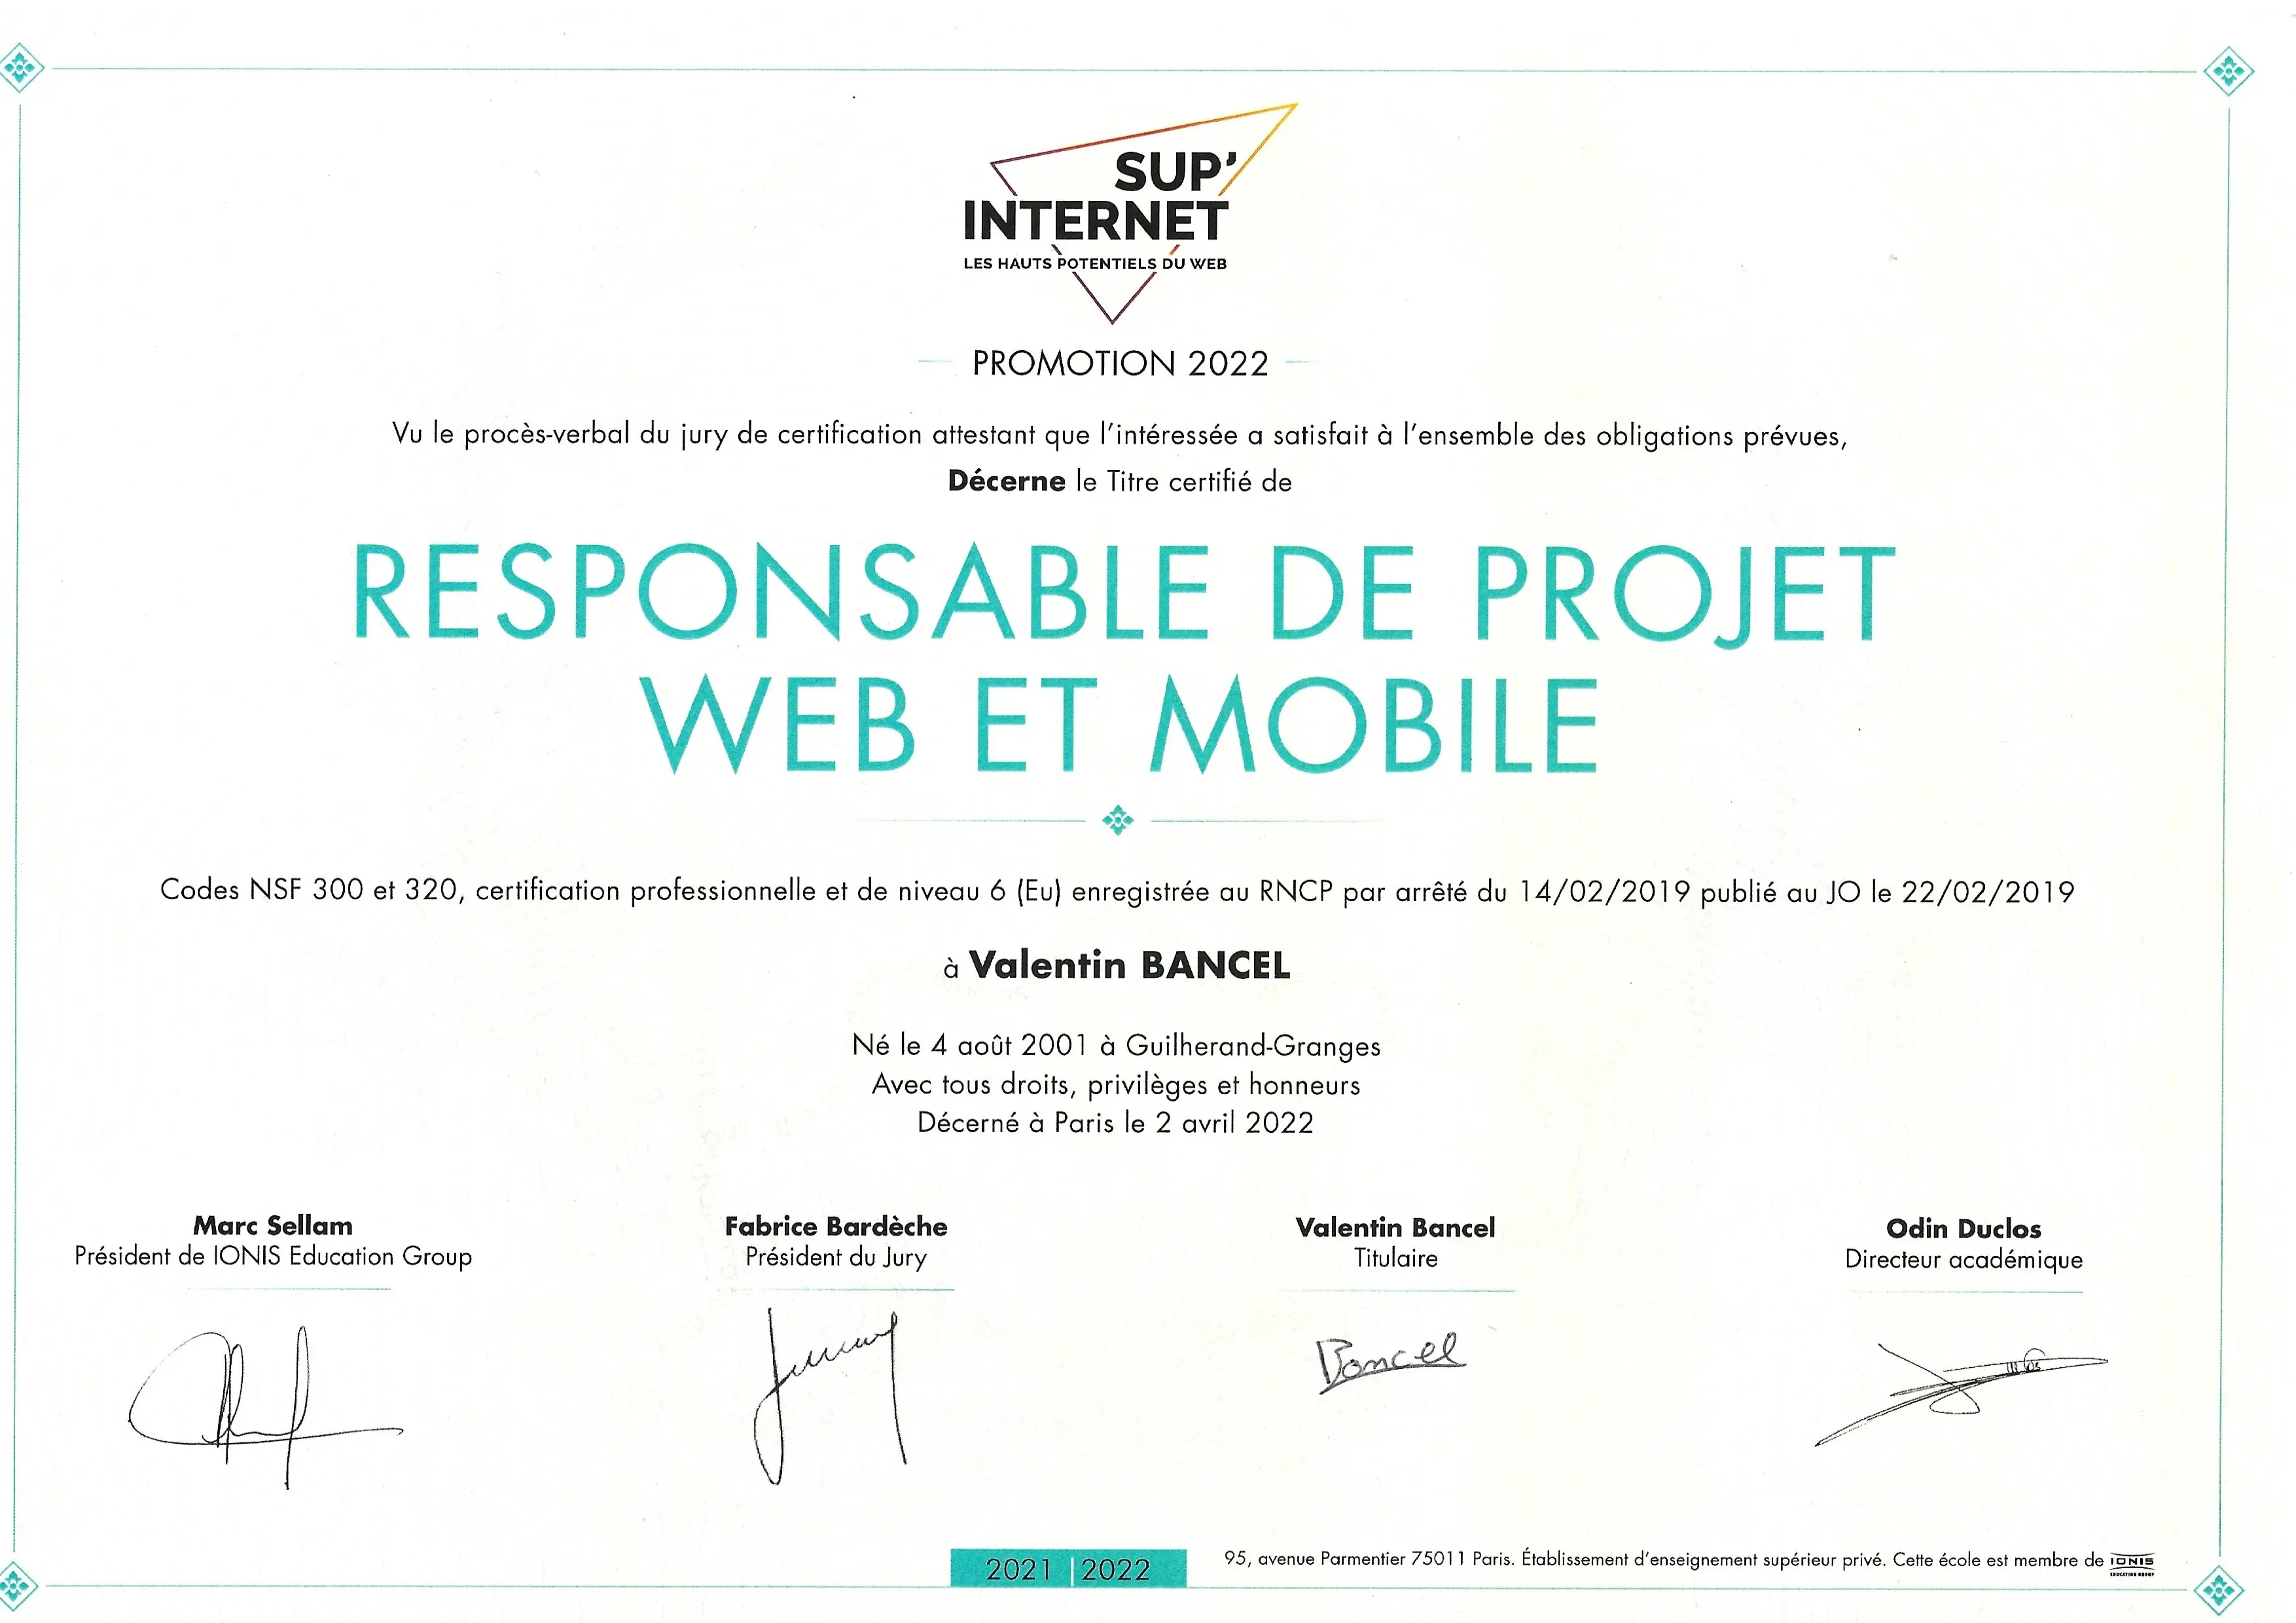 SUP'
INTERNET
LES HAUTS POTENTIELS DU WEB
PROMOTION 2022
Vu le procès-verbal du jury de certification attestant que l'intéressée a satisfait à l'ensemble des obligations prévues,
Décerne le Titre certifié de
RESPONSABLE DE PROJET
WEB ET MOBILE
Codes NSF 300 et 320, certification professionnelle et de niveau 6 (Eu) enregistrée au RNCP par arrêté du 14/02/2019 publié au JO le 22/02/2019
à Valentin BANCEL
Né le 4 août 2001 à Guilherand-Granges
Avec tous droits, privilèges et honneurs
Décerné à Paris le 2 avril 2022
Marc Sellam
Président de IONIS Education Group
Fabrice Bardèche
Président du Jury
Valentin Bancel
Titulaire
Bancel
Odin Duclos
Directeur académique
2021 | 2022
95, avenue Parmentier 75011 Paris. Établissement d'enseignement supérieur privé. Cette école est membre de IONIS
EDUCATION GROUP